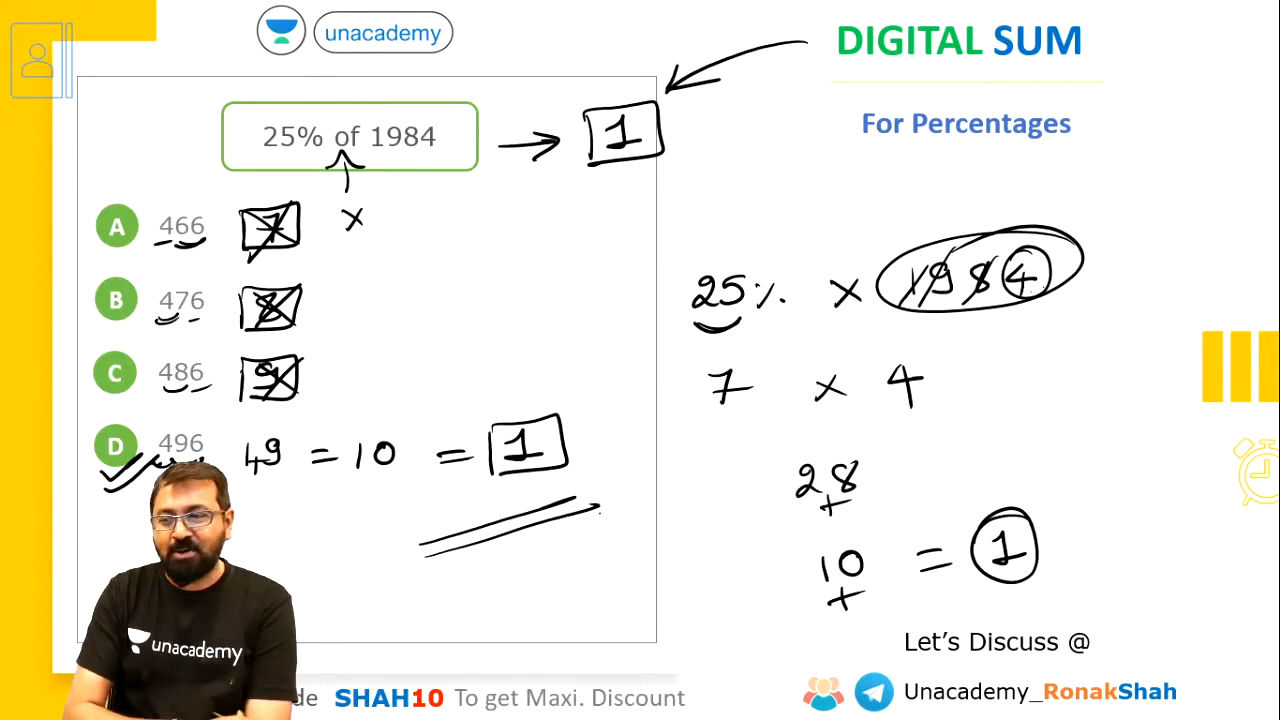 unacademy
DIGITAL SUM
For Percentages
25% of 1984 → 1
×
A 466 7
B 476 8
C 486 9
D 496 49 = 10 = 1
25% × 1984
7 × 4
28
+
10 = 1
+
unacademy
Let's Discuss @
Unacademy_RonakShah
de SHAH10 To get Maxi. Discount